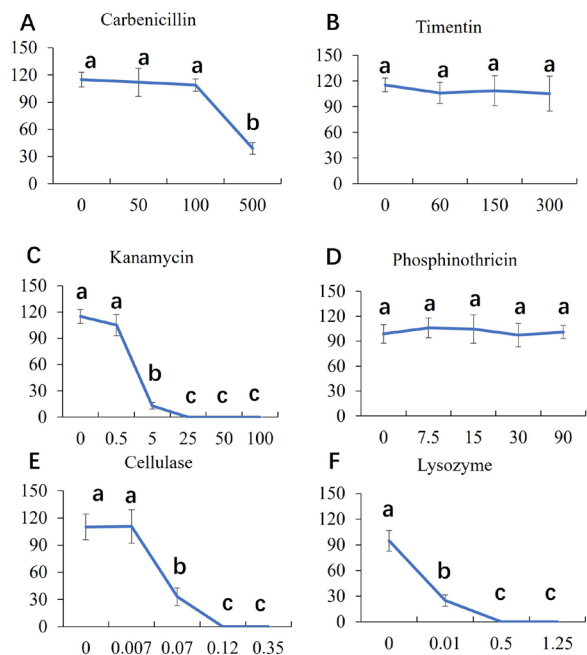 A
Carbenicillin
150
120
90
60
30
0
a
a
a
b
0 50 100 500
B
Timentin
150
120
90
60
30
0
a
a
a
a
0 60 150 300
C
Kanamycin
150
120
90
60
30
0
a
a
b
c
c
c
0 0.5 5 25 50 100
D
Phosphinothricin
150
120
90
60
30
0
a
a
a
a
a
0 7.5 15 30 90
E
Cellulase
150
120
90
60
30
0
a
a
b
c
c
0 0.007 0.07 0.12 0.35
F
Lysozyme
150
120
90
60
30
0
a
b
c
c
0 0.01 0.5 1.25